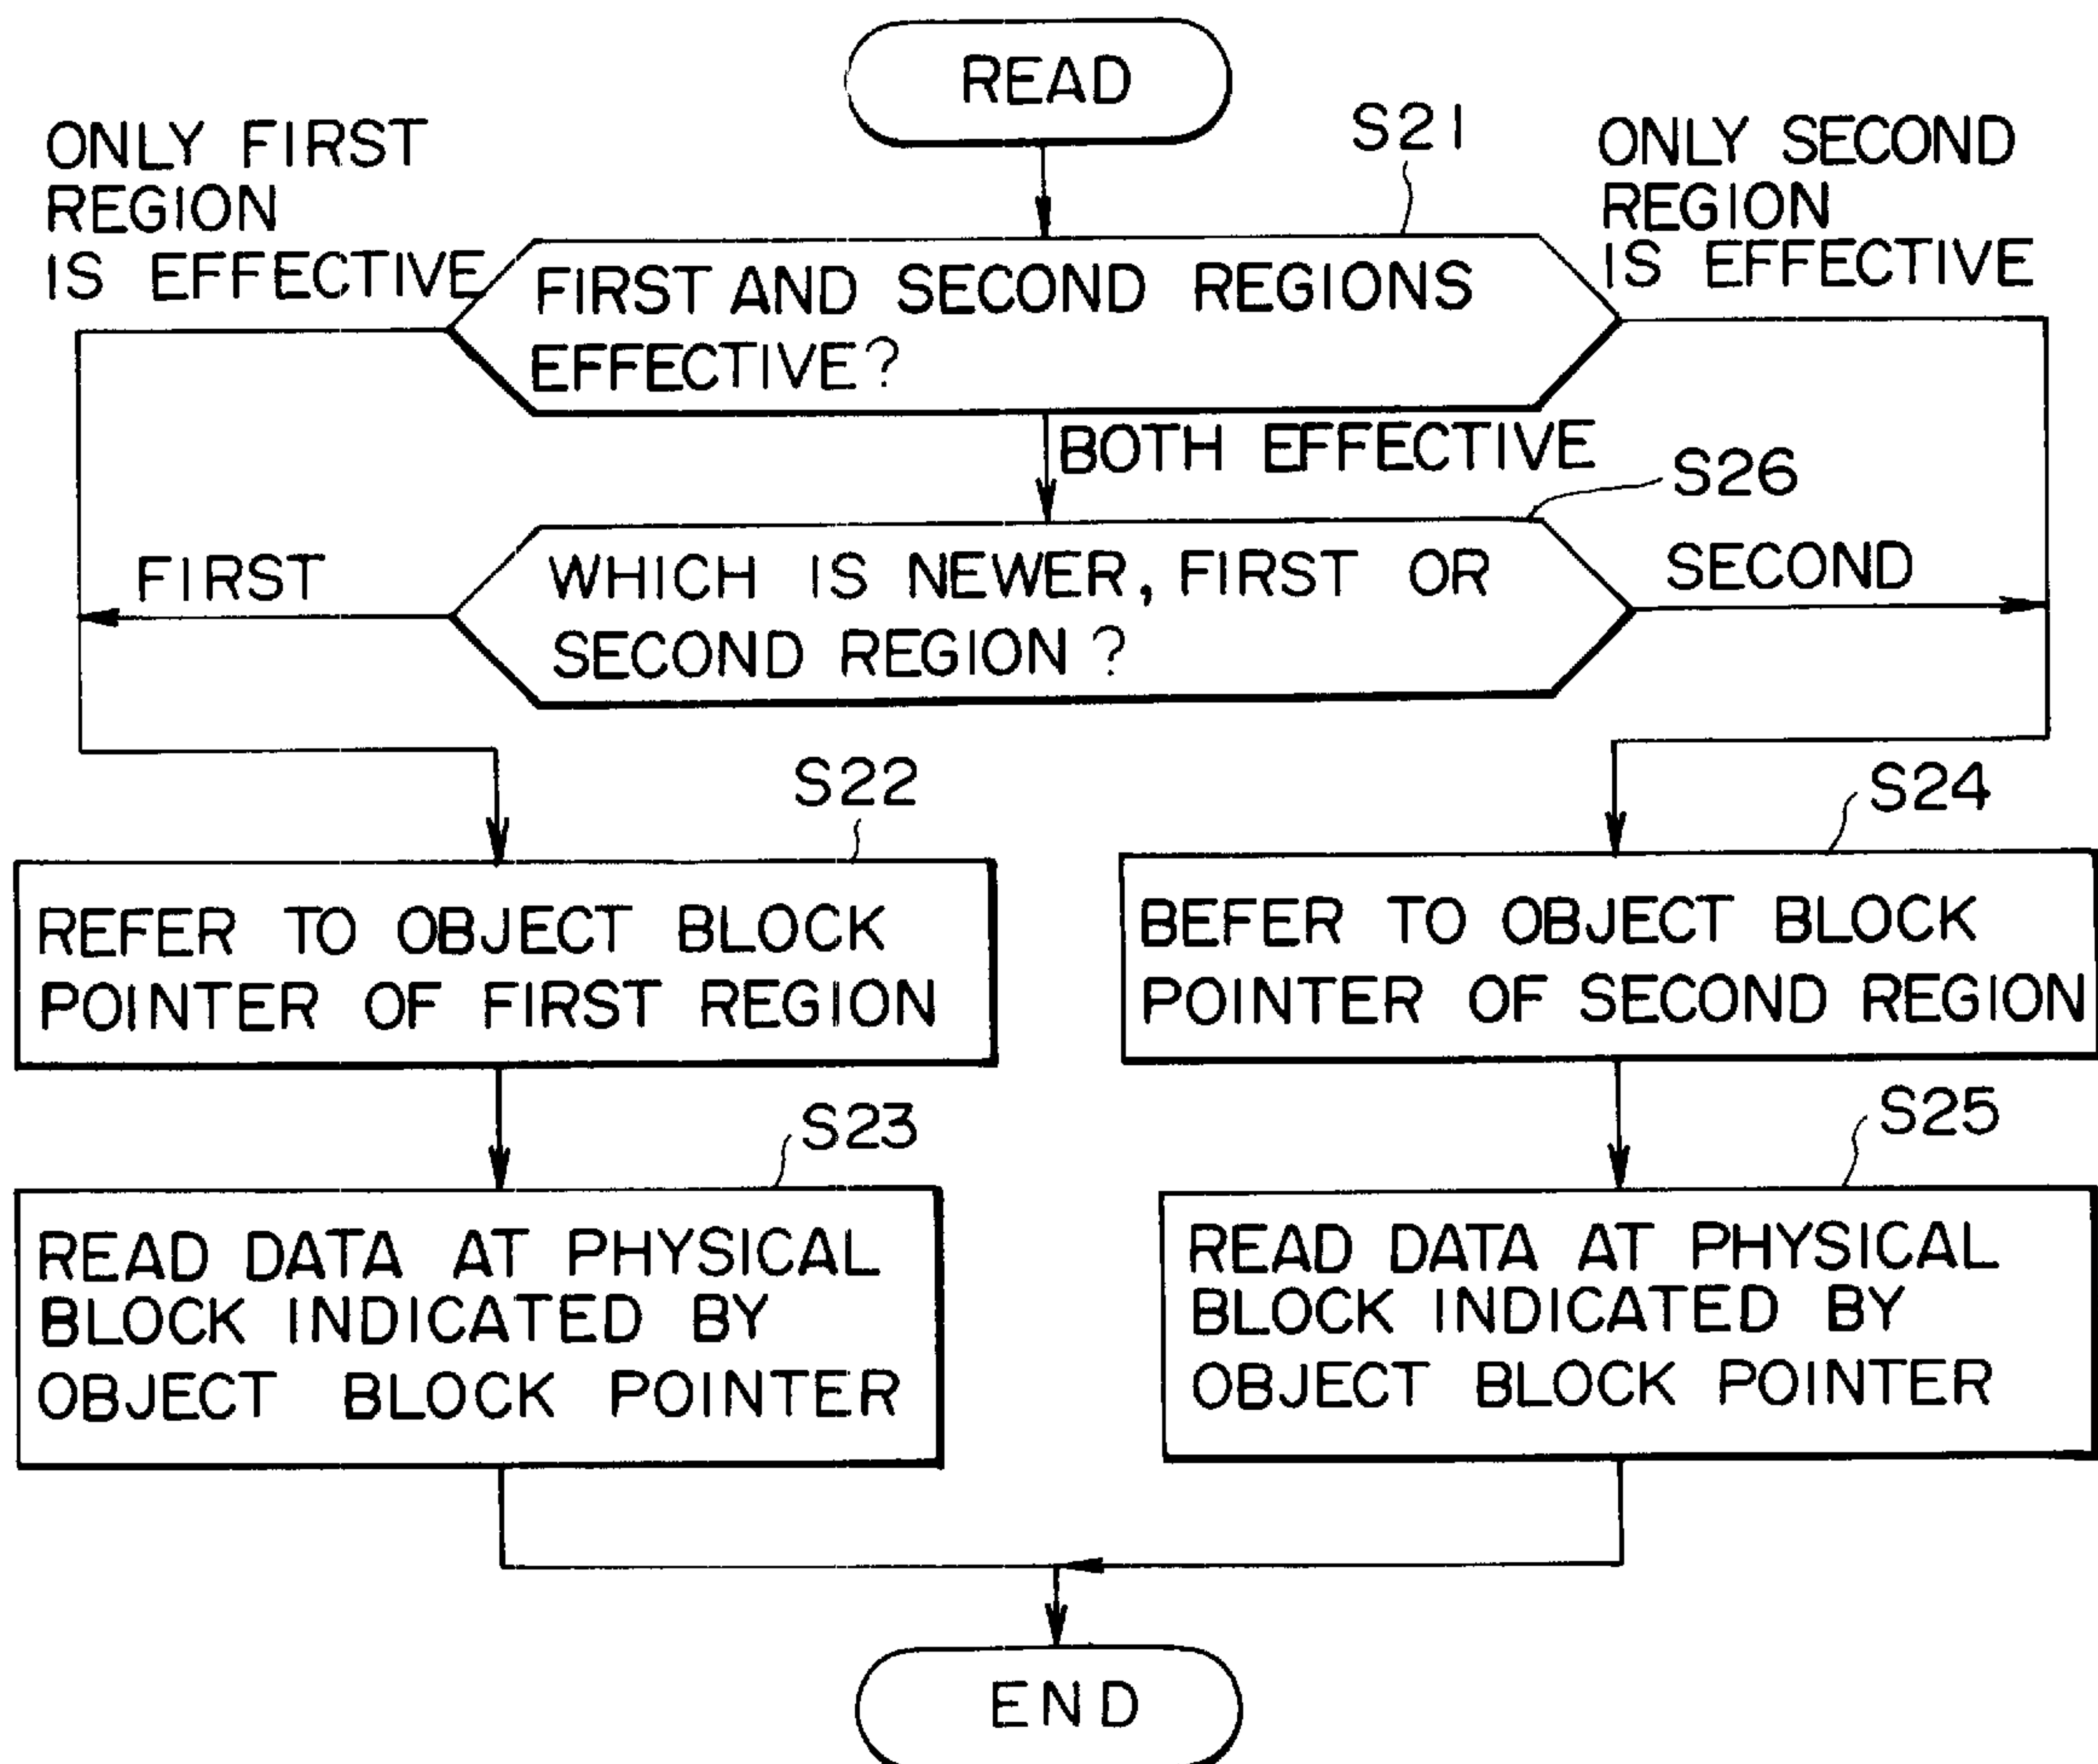 READ
S21
ONLY FIRST
REGION
IS EFFECTIVE
ONLY SECOND
REGION
IS EFFECTIVE
FIRST AND SECOND REGIONS
EFFECTIVE?
BOTH EFFECTIVE
S26
FIRST
WHICH IS NEWER, FIRST OR
SECOND REGION?
SECOND
S22
REFER TO OBJECT BLOCK
POINTER OF FIRST REGION
S24
BEFER TO OBJECT BLOCK
POINTER OF SECOND REGION
S23
READ DATA AT PHYSICAL
BLOCK INDICATED BY
OBJECT BLOCK POINTER
S25
READ DATA AT PHYSICAL
BLOCK INDICATED BY
OBJECT BLOCK POINTER
END